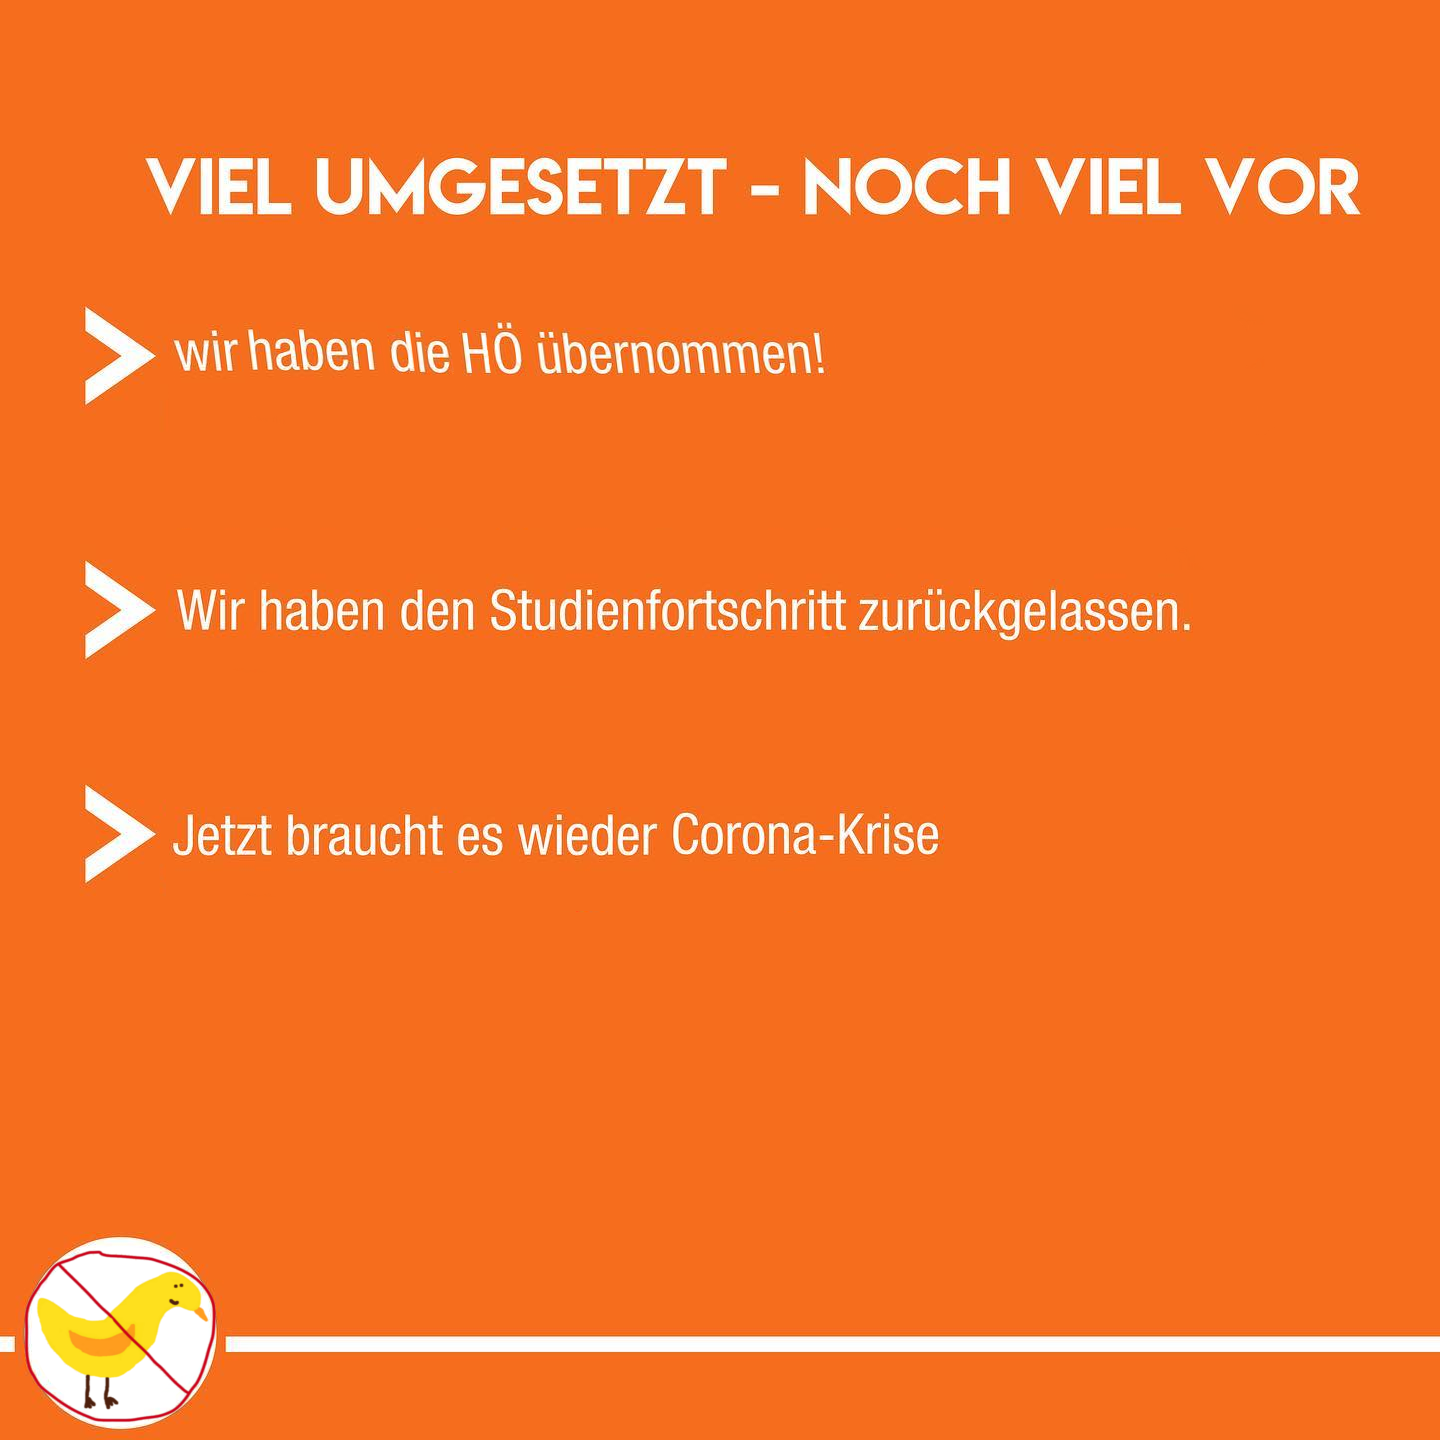 VIEL UMGESETZT - NOCH VIEL VOR
wir haben die HÖ übernommen!
Wir haben den Studienfortschritt zurückgelassen.
Jetzt braucht es wieder Corona-Krise